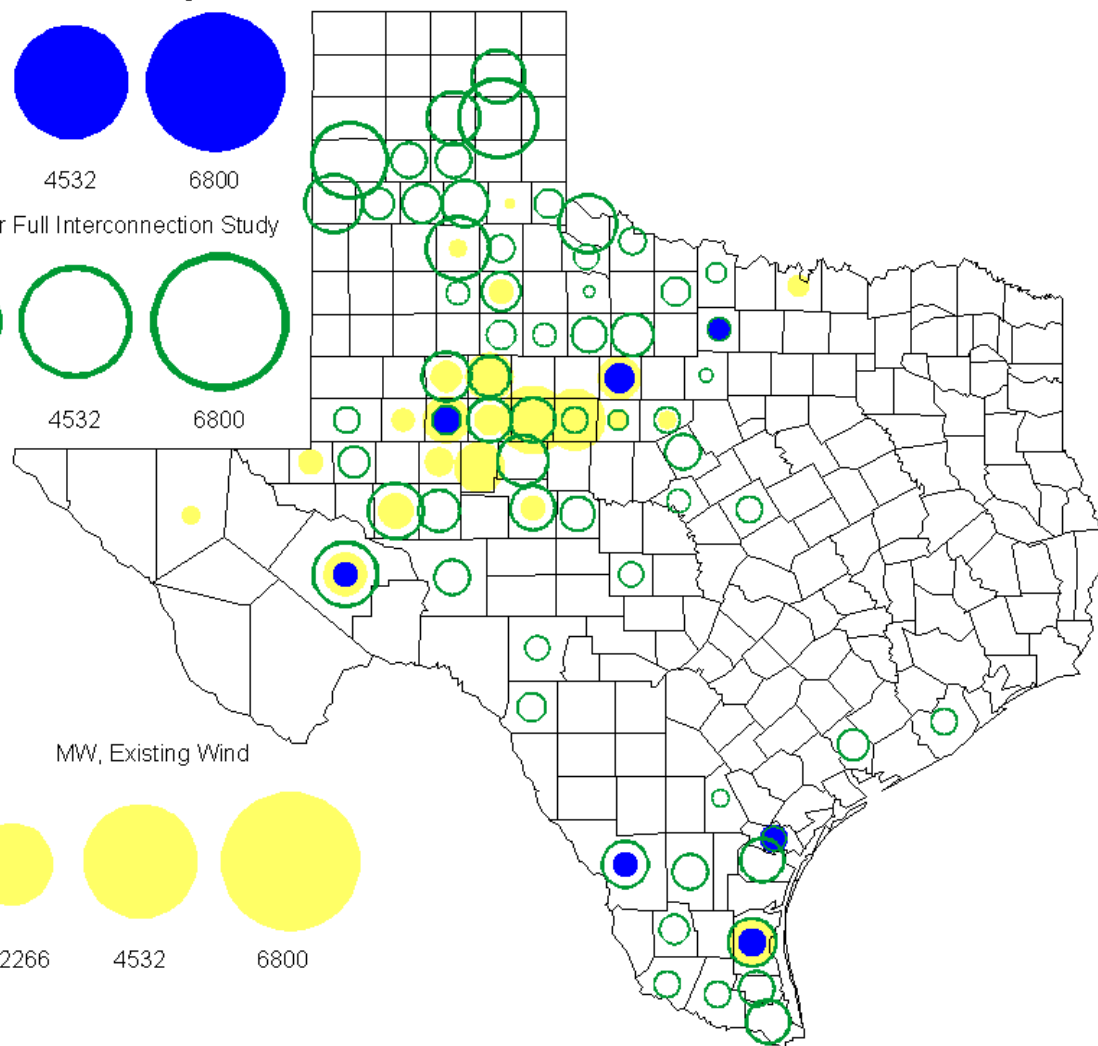 4532 6800
Full Interconnection Study
4532 6800
MW, Existing Wind
2266 4532 6800